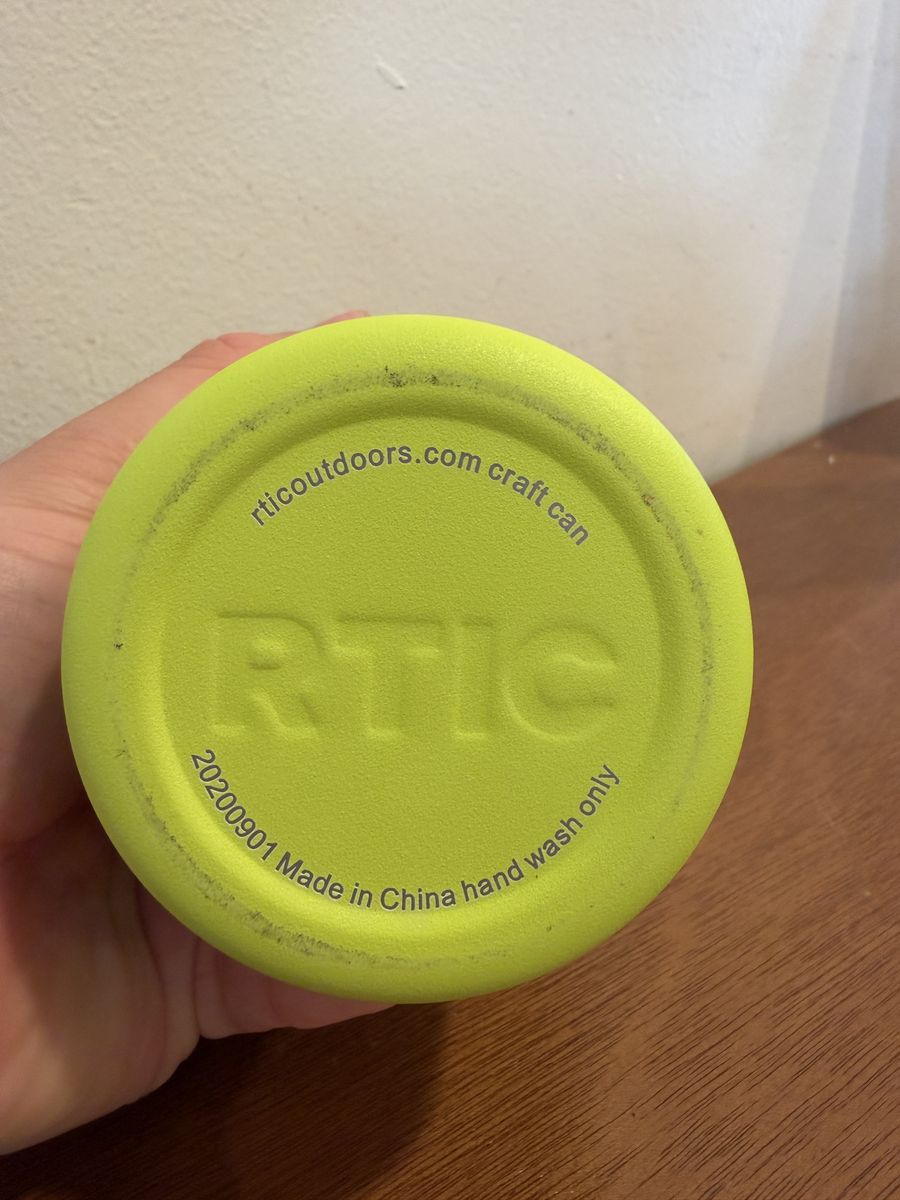 rticoutdoors.com craft can
RTIC
20200901 Made in China hand wash only